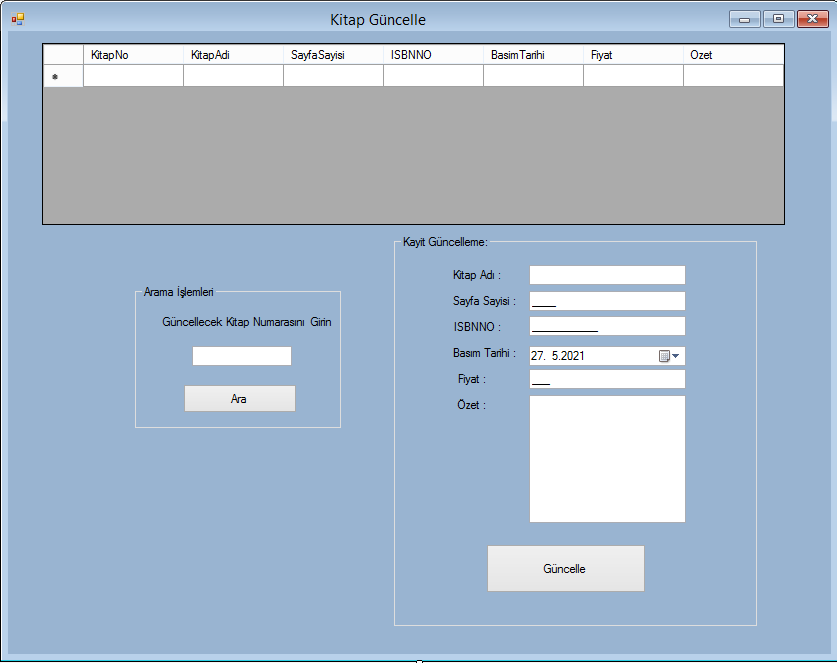 Kitap Güncelle
KitapNo KitapAdi SayfaSayisi ISBNNO BasimTarihi Fiyat Ozet
Kayit Güncelleme:
Arama İşlemleri
Güncellecek Kitap Numarasını Girin
Ara
Kitap Adı :
Sayfa Sayisi : ____
ISBNNO : ___________
Basım Tarihi : 27. 5.2021
Fiyat : ___
Özet :
Güncelle